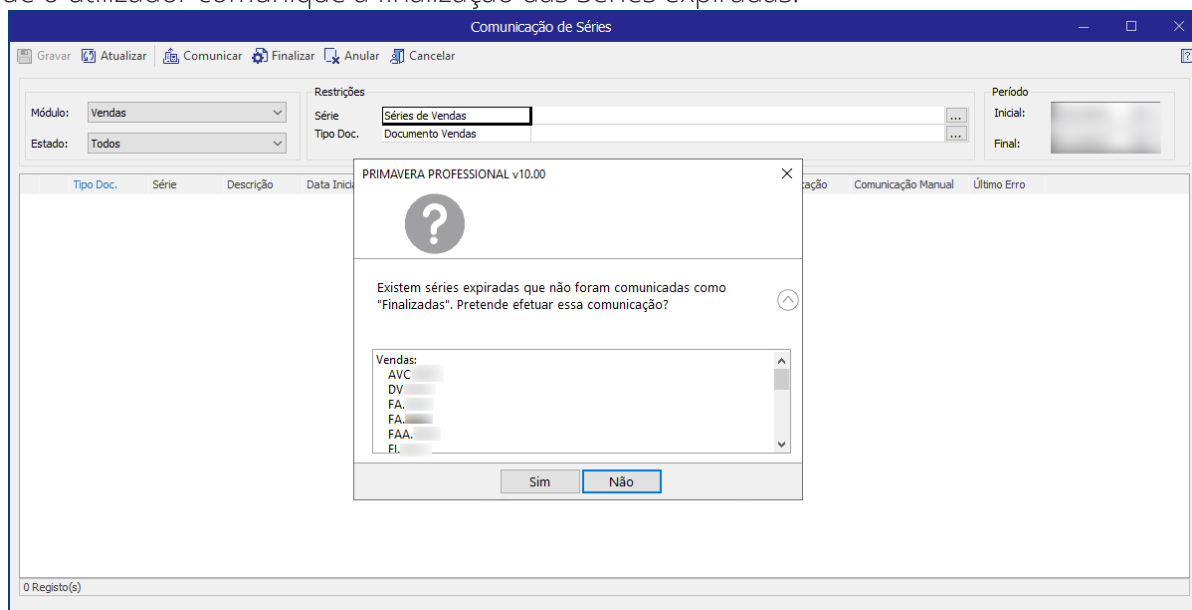 de o utilizador comunique a finalização das Séries expiradas.
Comunicação de Séries
Gravar Atualizar Comunicar Finalizar Anular Cancelar
Restrições
Período
Módulo: Vendas
Série Séries de Vendas ...
Inicial:
Tipo Doc. Documento Vendas ...
Estado: Todos
Final:
Tipo Doc. Série Descrição Data Inicia
ação Comunicação Manual Último Erro
PRIMAVERA PROFESSIONAL v10.00
Existem séries expiradas que não foram comunicadas como
"Finalizadas". Pretende efetuar essa comunicação?
Vendas:
AVC
DV
FA.
FA.
FAA.
FI.
Sim Não
0 Registo(s)